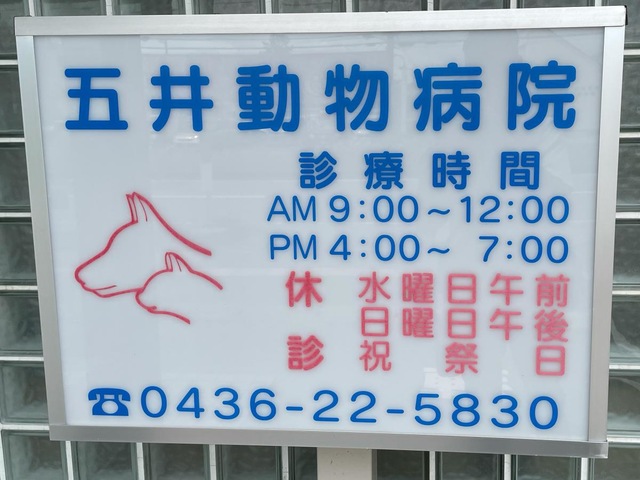 五井動物病院
診療時間
AM 9:00～12:00
PM 4:00～ 7:00
休 水曜日午前
日曜日午後
診 祝祭日
☎0436-22-5830